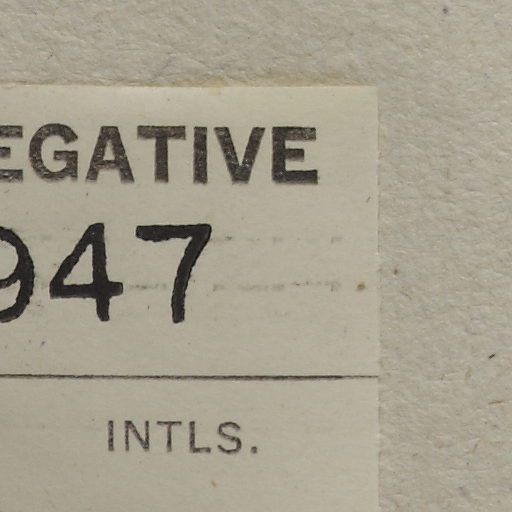 EGATIVE
947
INTLS.